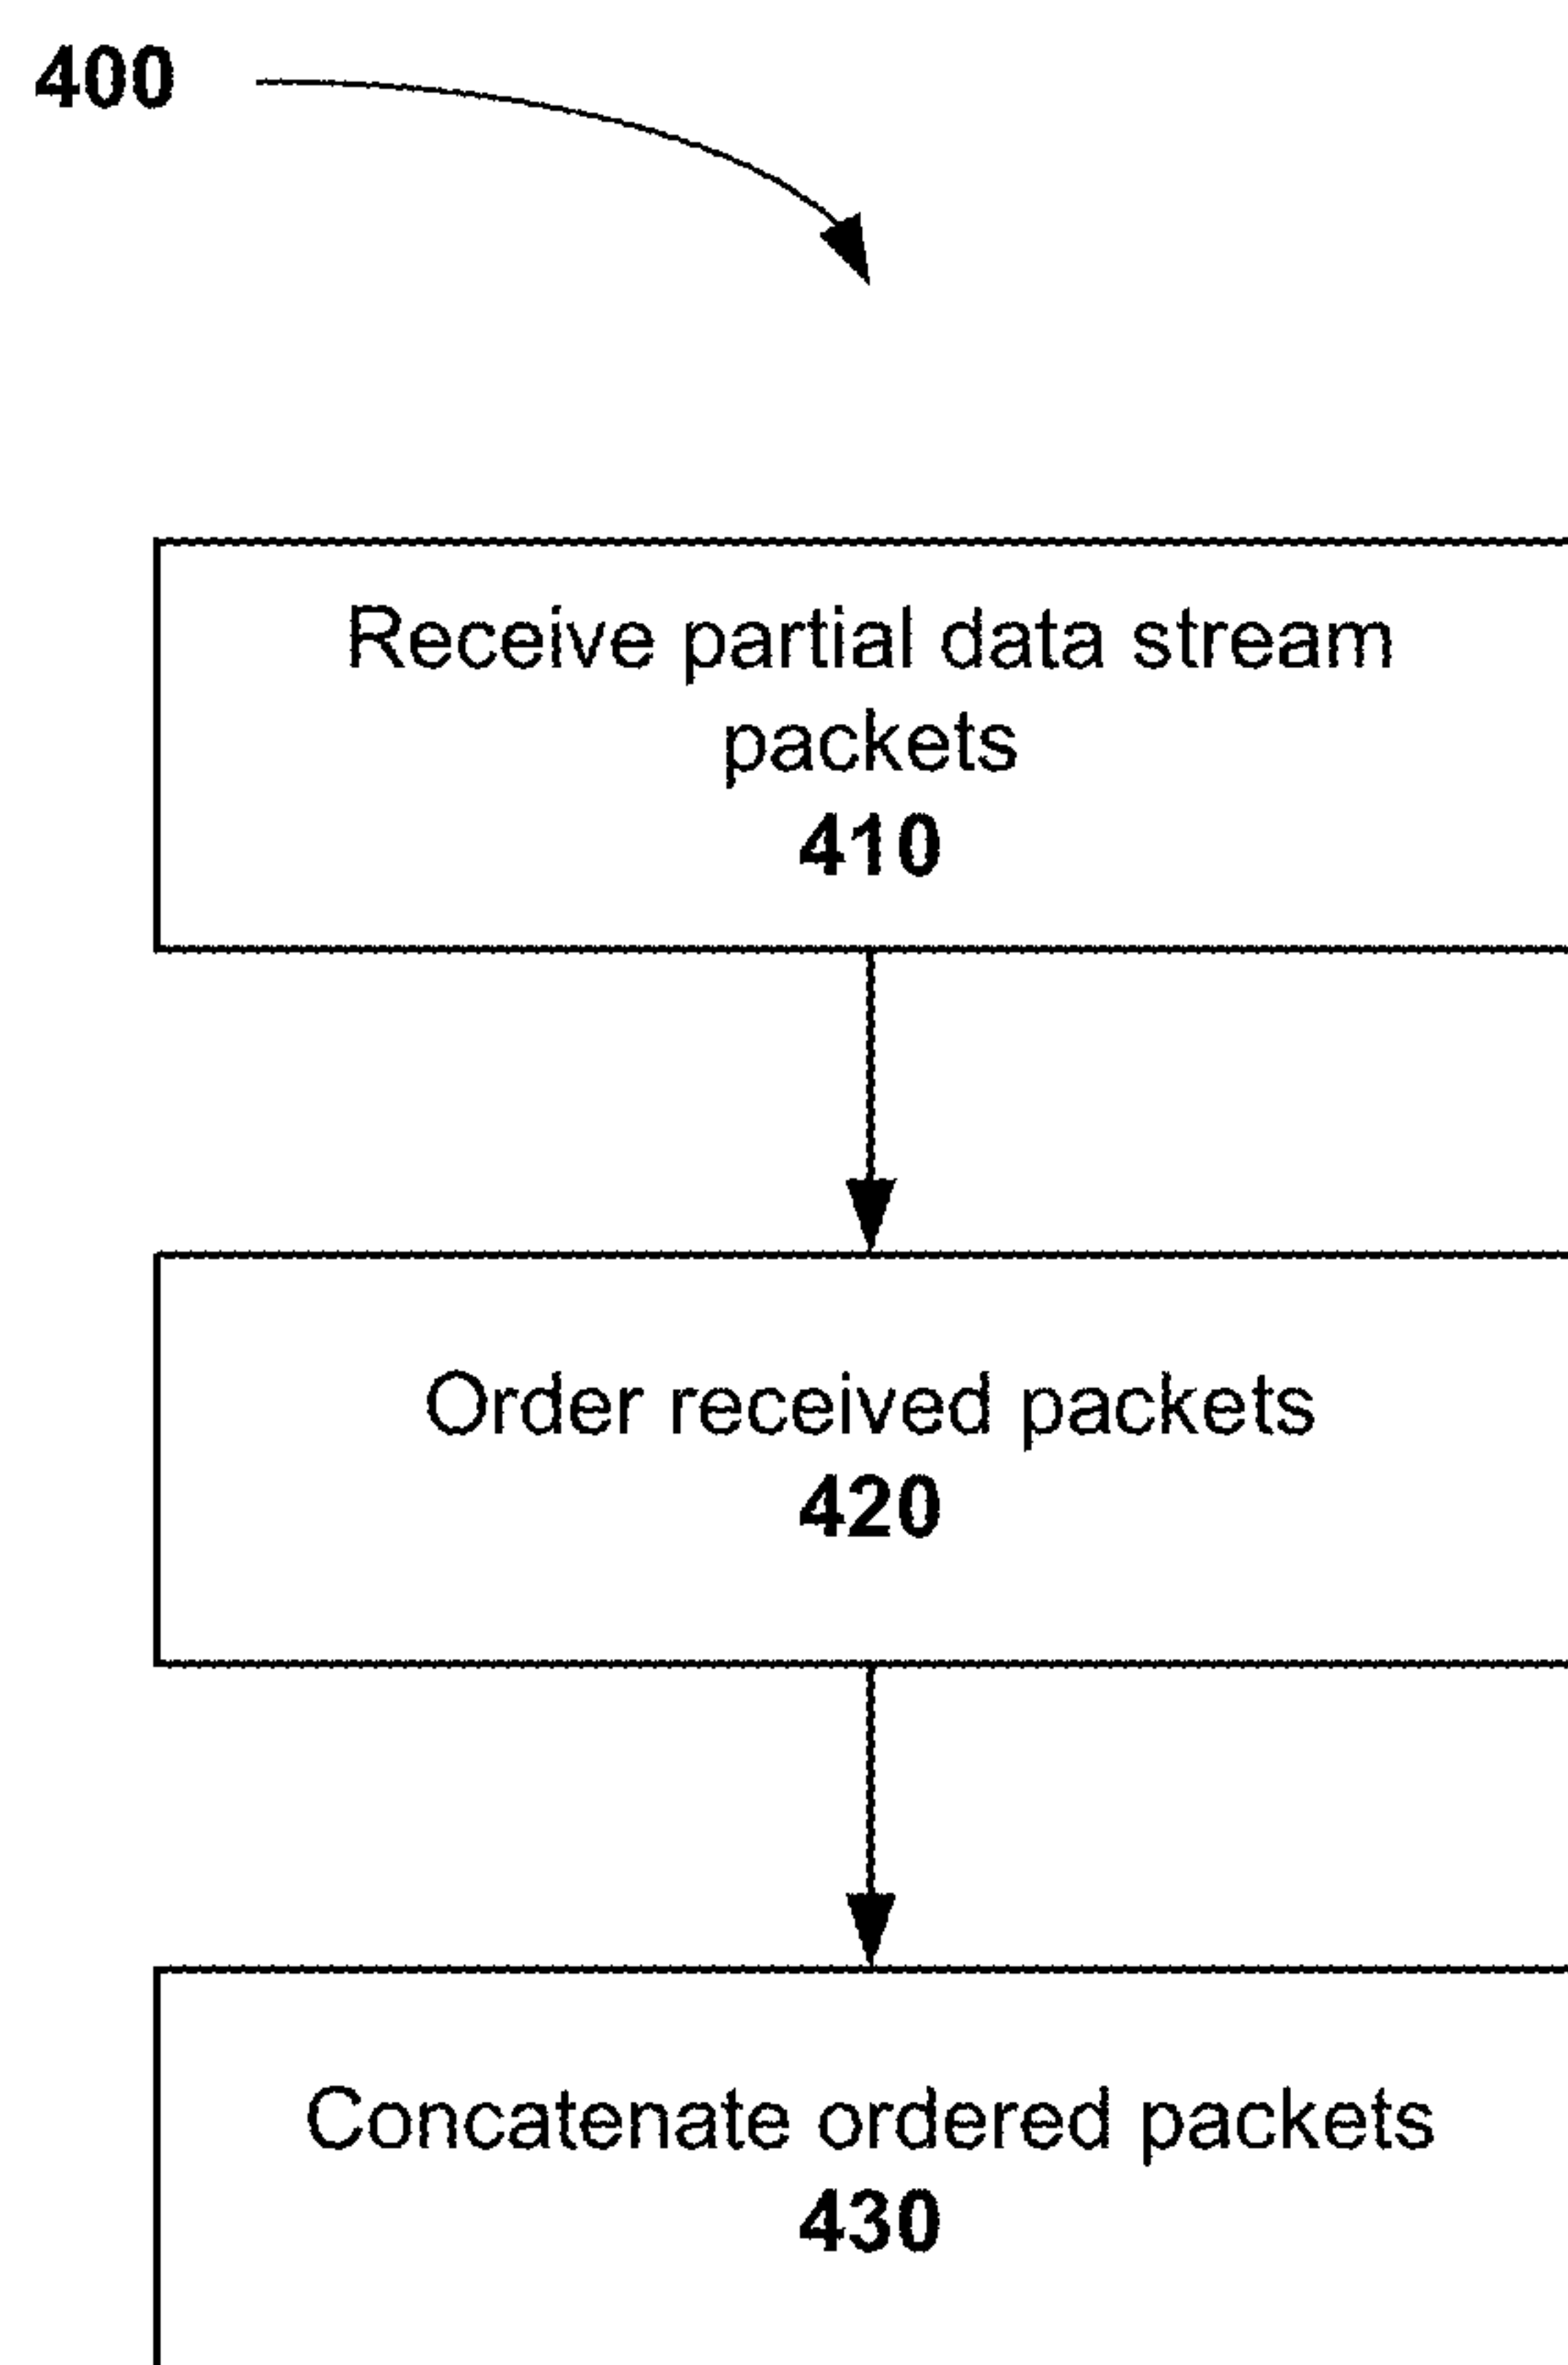 400
Receive partial data stream
packets
410
Order received packets
420
Concatenate ordered packets
430